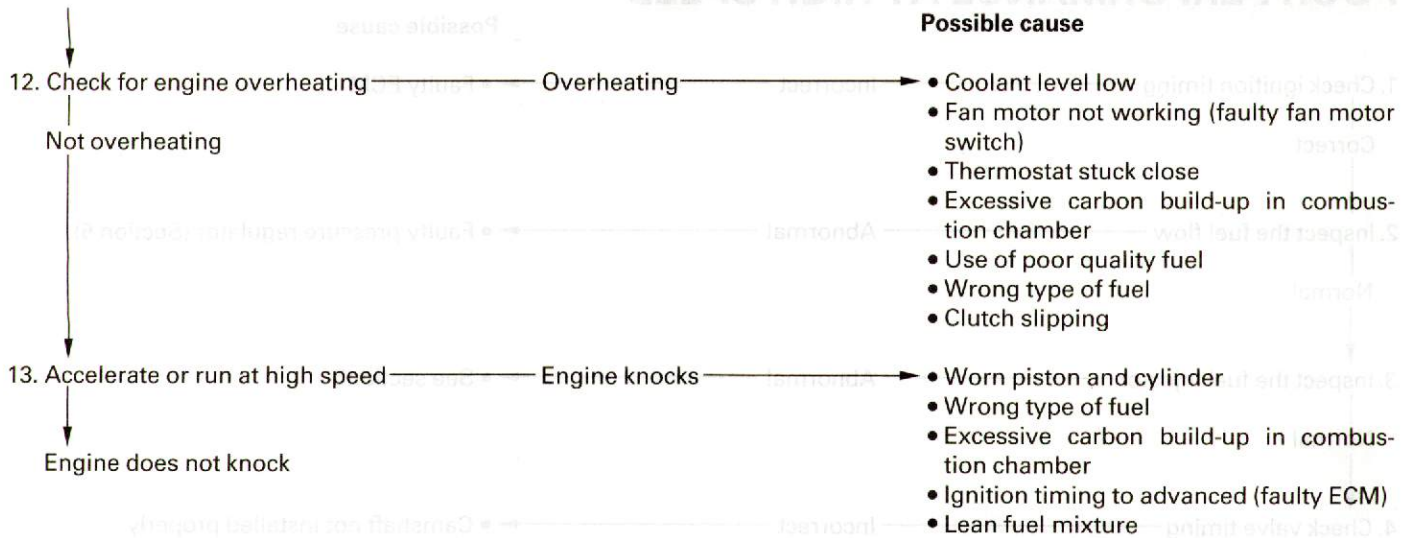 Possible cause
12. Check for engine overheating Overheating • Coolant level low
• Fan motor not working (faulty fan motor
switch)
Not overheating
• Thermostat stuck close
• Excessive carbon build-up in combus-
tion chamber
• Use of poor quality fuel
• Wrong type of fuel
• Clutch slipping
13. Accelerate or run at high speed Engine knocks • Worn piston and cylinder
• Wrong type of fuel
• Excessive carbon build-up in combus-
tion chamber
Engine does not knock
• Ignition timing to advanced (faulty ECM)
• Lean fuel mixture